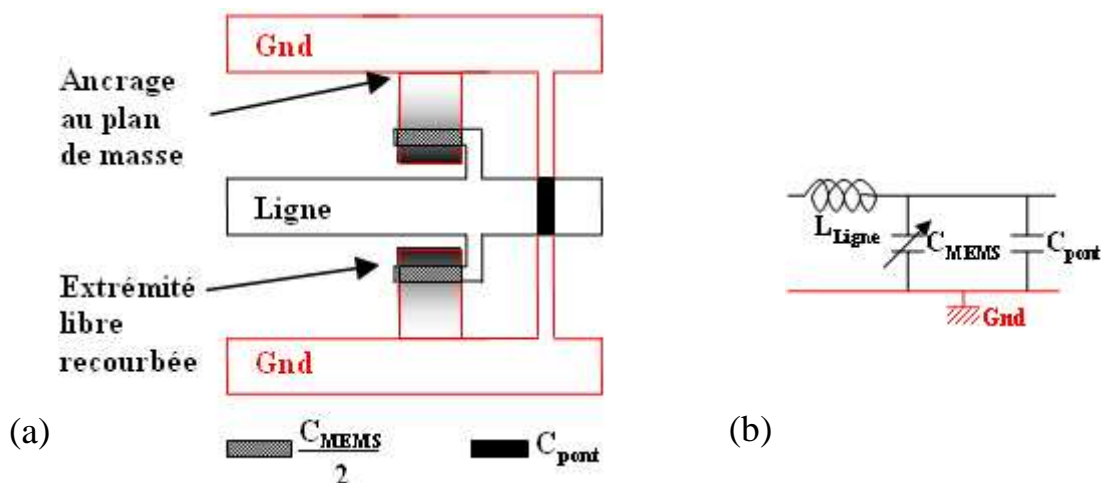 Gnd
Ancrage
au plan
de masse
Ligne
Extrémité
libre
recourbée
Gnd
(a)
C_MEMS
2
C_pont
L_Ligne
C_MEMS
C_pont
Gnd
(b)